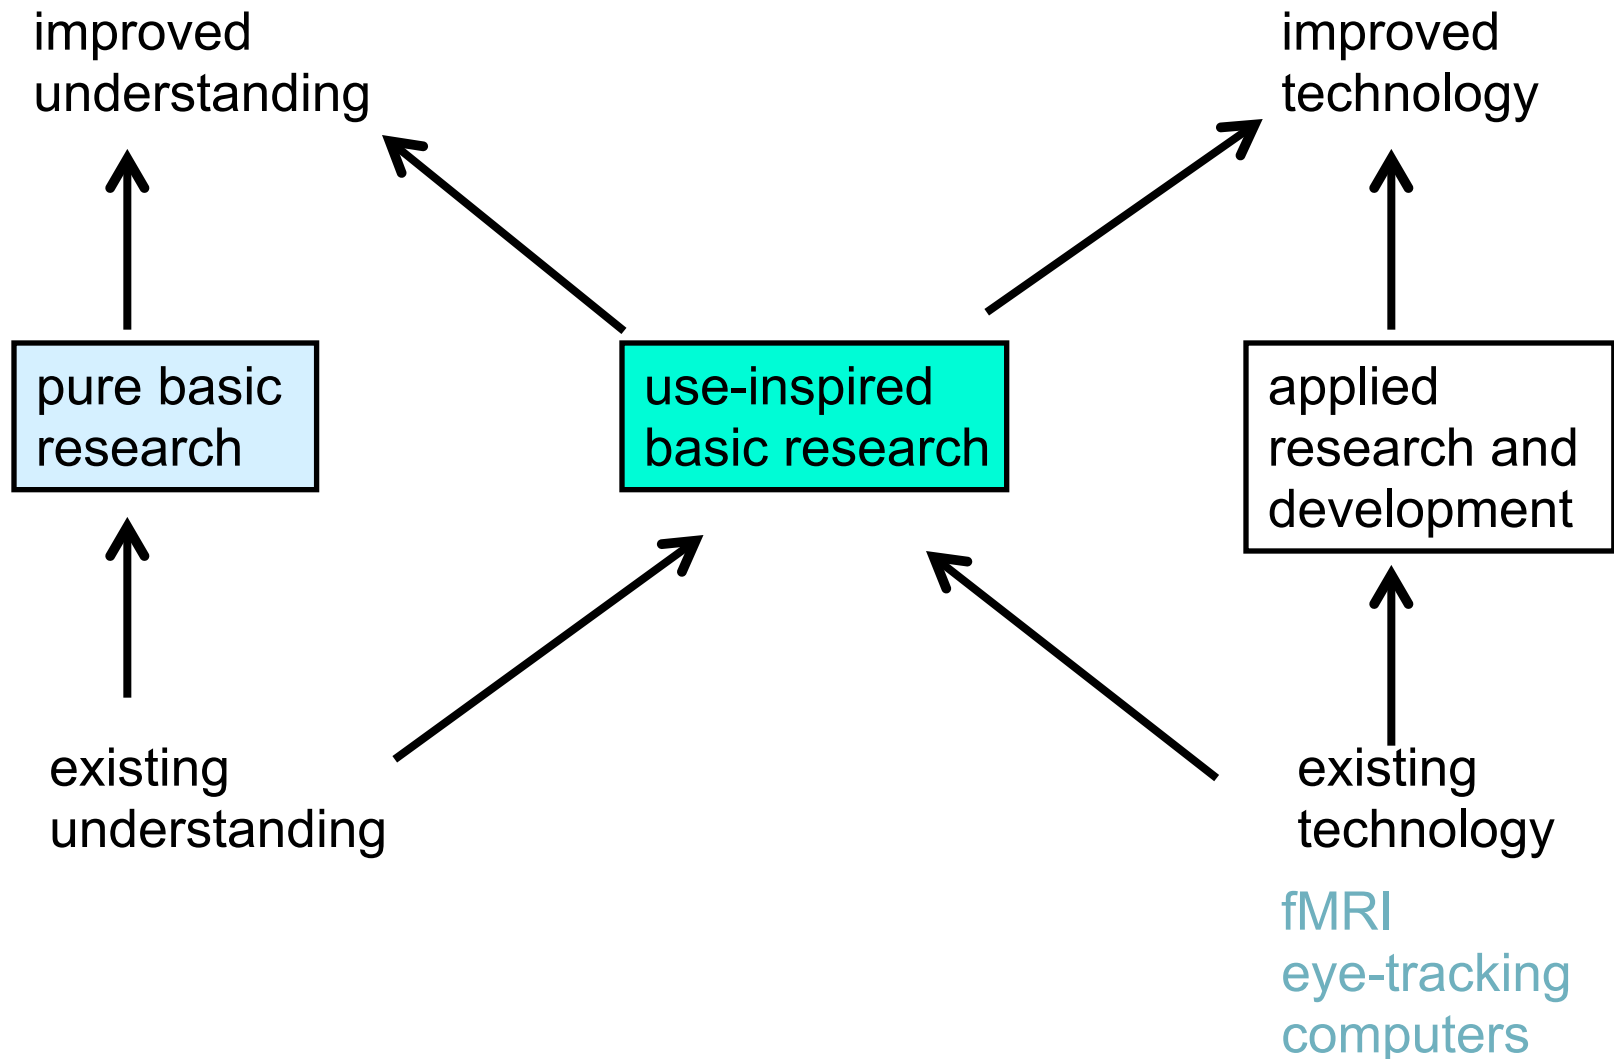 improved
understanding
improved
technology
pure basic
research
use-inspired
basic research
applied
research and
development
existing
understanding
existing
technology
fMRI
eye-tracking
computers